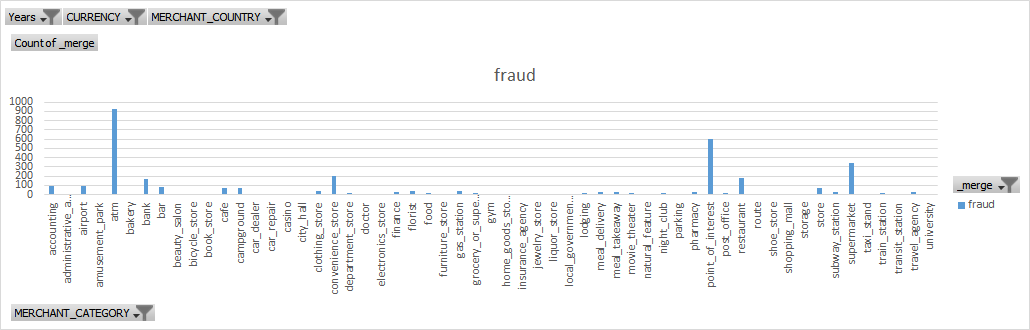 Years CURRENCY MERCHANT_COUNTRY
Count of _merge
fraud
1000
900
800
700
600
500
400
300
200
100
0
accounting
administrative_a...
airport
amusement_park
atm
bakery
bank
bar
beauty_salon
bicycle_store
book_store
cafe
campground
car_dealer
car_repair
casino
city_hall
clothing_store
convenience_store
department_store
doctor
electronics_store
finance
florist
food
furniture_store
gas_station
grocery_or_supe...
gym
home_goods_sto...
insurance_agency
jewelry_store
liquor_store
local_governmen...
lodging
meal_delivery
meal_takeaway
movie_theater
natural_feature
night_club
parking
pharmacy
point_of_interest
post_office
restaurant
route
shoe_store
shopping_mall
storage
store
subway_station
supermarket
taxi_stand
train_station
transit_station
travel_agency
university
_merge
fraud
MERCHANT_CATEGORY